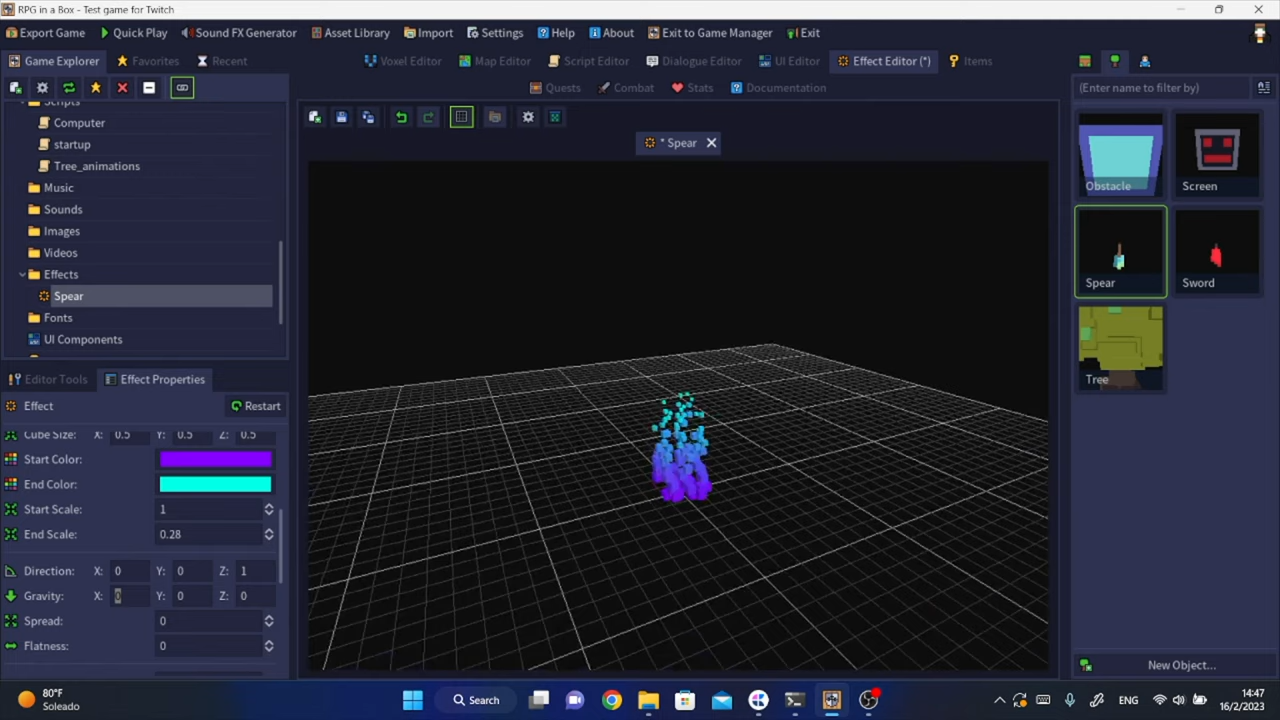 RPG in a Box - Test game for Twitch
Export Game Quick Play Sound FX Generator Asset Library Import Settings Help About Exit to Game Manager Exit
Game Explorer Favorites Recent Voxel Editor Map Editor Script Editor Dialogue Editor UI Editor Effect Editor (*) Items
Quests Combat Stats Documentation
(Enter name to filter by)
Scripts
Computer
startup
Tree_animations
Music
Sounds
Images
Videos
Effects
Spear
Fonts
UI Components
* Spear
Obstacle Screen
Spear Sword
Tree
New Object...
Editor Tools Effect Properties
Effect Restart
Cube Size: X: 0.5 Y: 0.5 Z: 0.5
Start Color:
End Color:
Start Scale: 1
End Scale: 0.28
Direction: X: 0 Y: 0 Z: 1
Gravity: X: 0 Y: 0 Z: 0
Spread: 0
Flatness: 0
80°F
Soleado
Search
ENG
14:47
16/2/2023